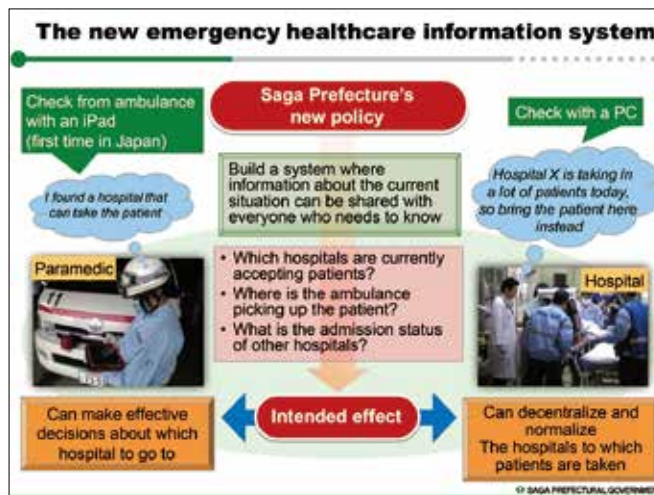 The new emergency healthcare information system
Check from ambulance
with an iPad
(first time in Japan)
Saga Prefecture's
new policy
Check with a PC
I found a hospital that
can take the patient
Build a system where
information about the current
situation can be shared with
everyone who needs to know
Hospital X is taking in
a lot of patients today,
so bring the patient here
instead
Paramedic
• Which hospitals are currently
accepting patients?
• Where is the ambulance
picking up the patient?
• What is the admission status
of other hospitals?
Hospital
Can make effective
decisions about which
hospital to go to
Intended effect
Can decentralize and
normalize
The hospitals to which
patients are taken
SAGA PREFECTURAL GOVERNME